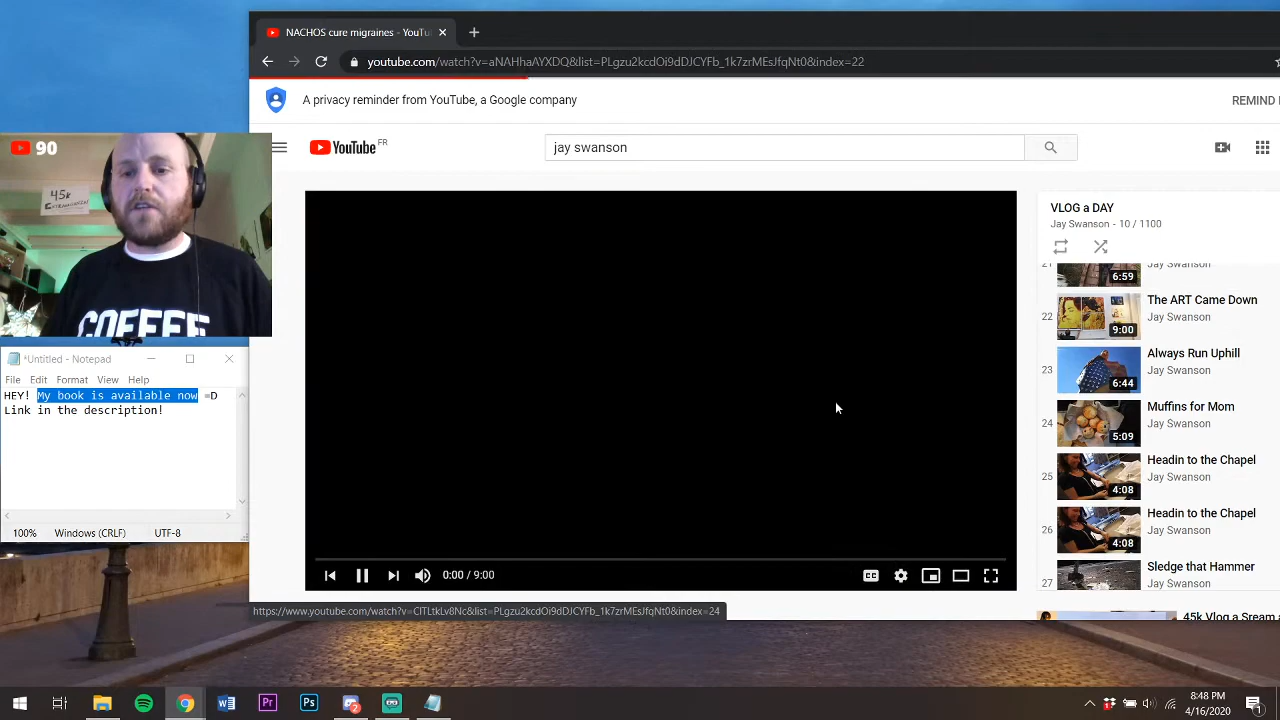 NACHOS cure migraines - YouTu
youtube.com/watch?v=aNAHhaAYXDQ&list=PLgzu2kcdOi9dDJCYFb_1k7zrMEsJfqNt0&index=22
A privacy reminder from YouTube, a Google company
REMIND
YouTube FR
jay swanson
90
45k
COFFEE
VLOG a DAY
Jay Swanson - 10 / 1100
21
6:59
Jay Swanson
22
9:00
The ART Came Down
Jay Swanson
23
6:44
Always Run Uphill
Jay Swanson
24
5:09
Muffins for Mom
Jay Swanson
25
4:08
Headin to the Chapel
Jay Swanson
26
4:08
Headin to the Chapel
Jay Swanson
27
Sledge that Hammer
45k Vlog a Sream a
0:00 / 9:00
https://www.youtube.com/watch?v=ClTLtkLv8Nc&list=PLgzu2kcdOi9dDJCYFb_1k7zrMEsJfqNt0&index=24
*Untitled - Notepad
File Edit Format View Help
HEY! My book is available now =D
Link in the description!
100% Windows (CRLF) UTF-8
8:48 PM
4/16/2020